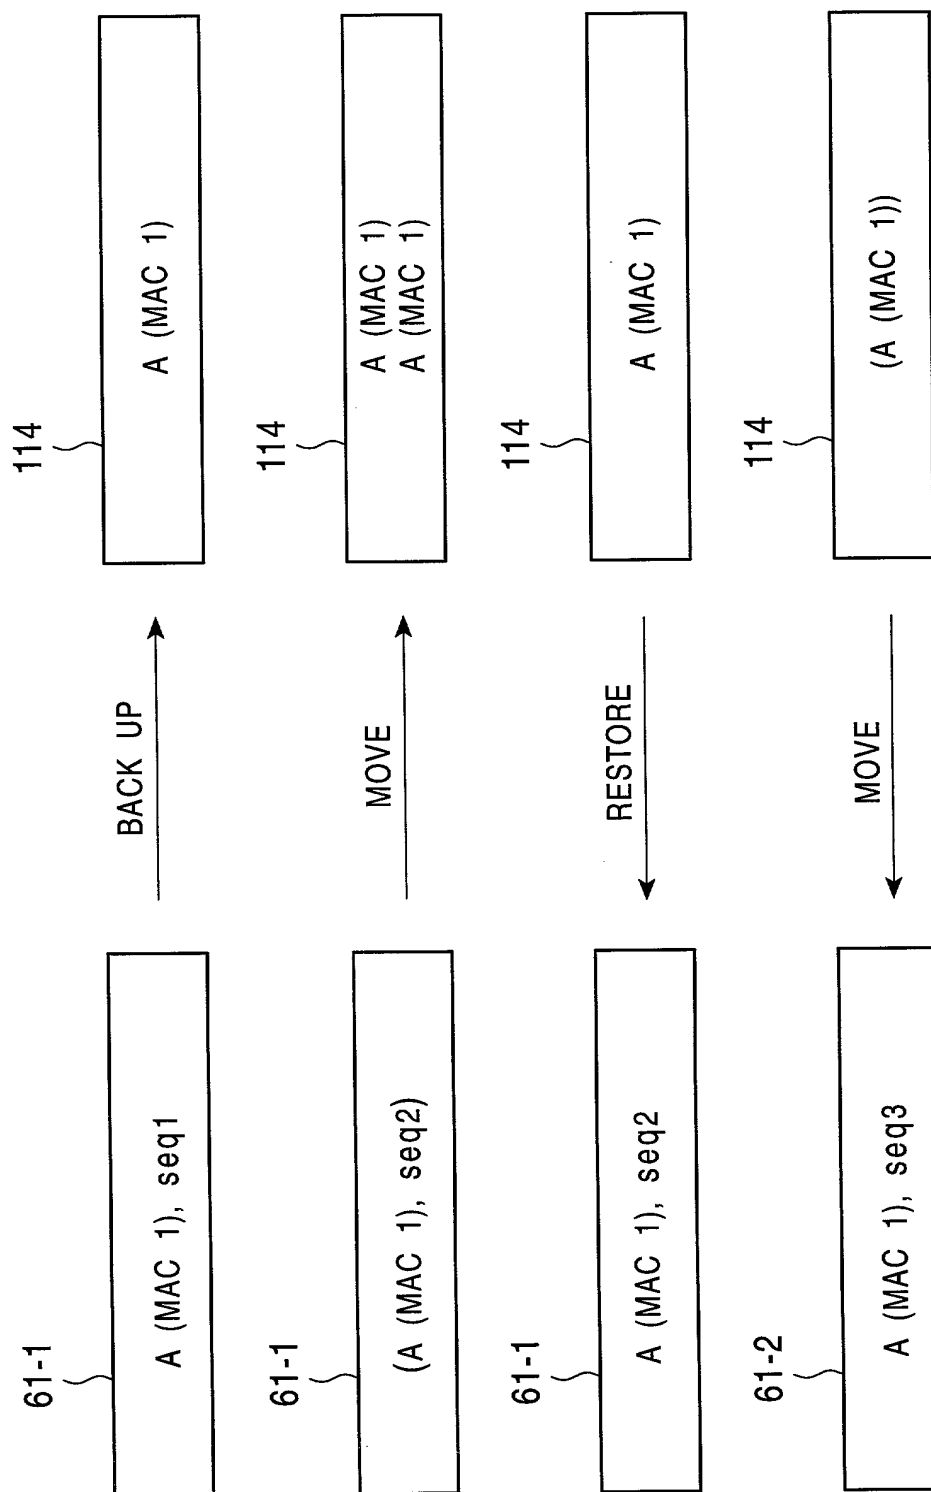 61-1
A (MAC 1), seq1
BACK UP
114
A (MAC 1)
61-1
(A (MAC 1), seq2)
MOVE
114
A (MAC 1)
A (MAC 1)
61-1
A (MAC 1), seq2
RESTORE
114
A (MAC 1)
61-2
A (MAC 1), seq3
MOVE
114
(A (MAC 1))